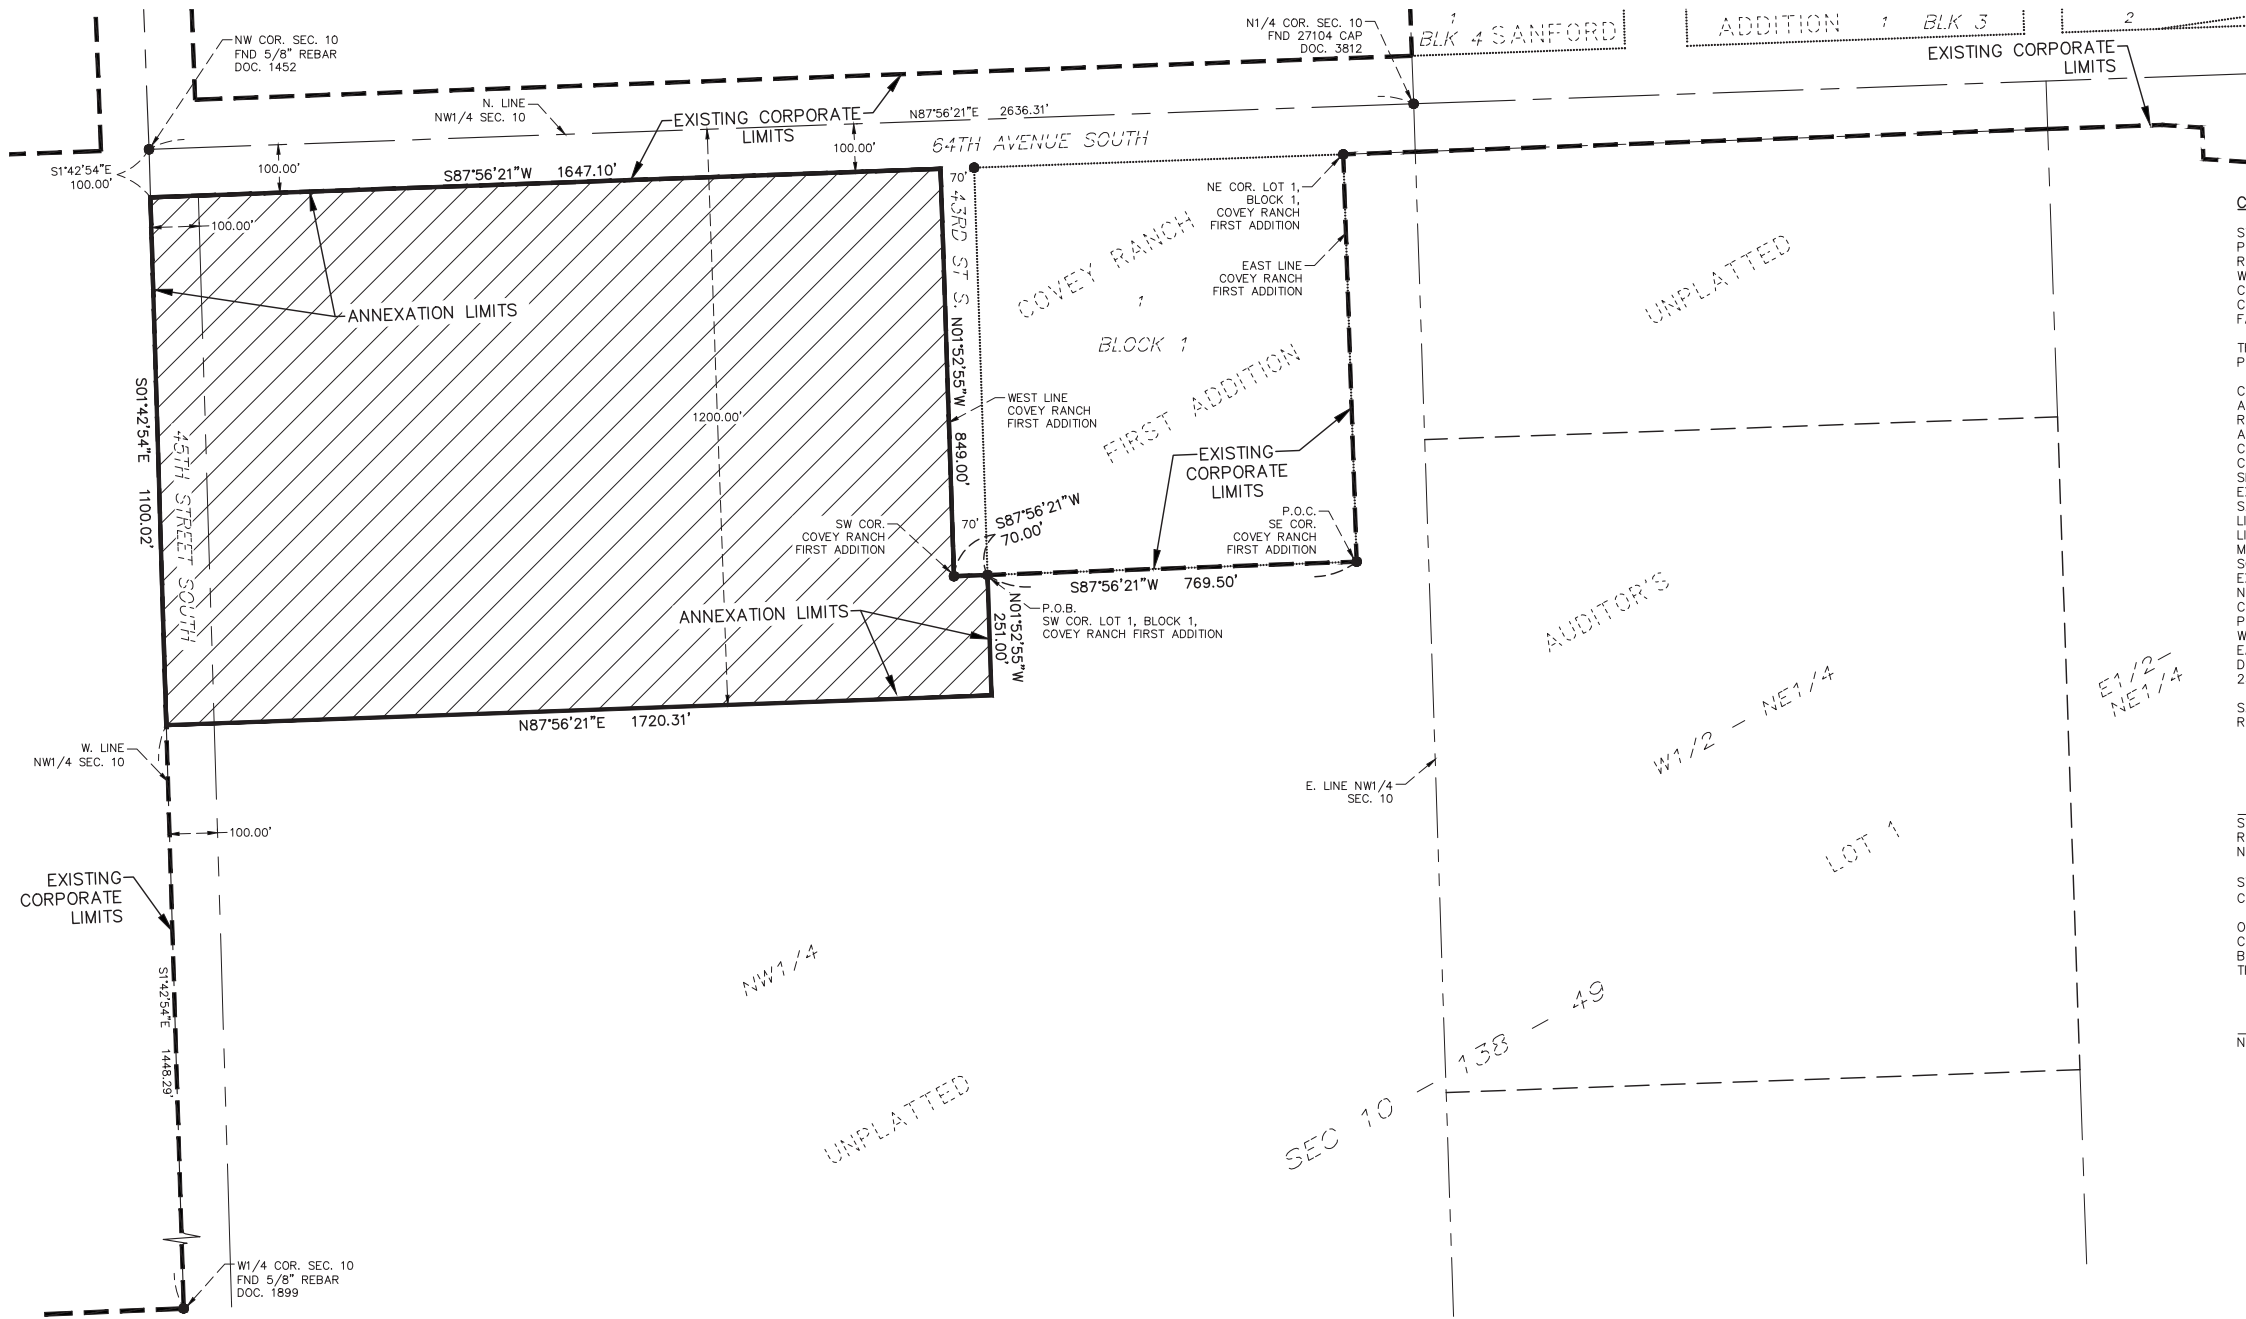 NW COR. SEC. 10
FND 5/8" REBAR
DOC. 1452
N1/4 COR. SEC. 10
FND 27104 CAP
DOC. 3812
1
BLK 4 SANFORD
ADDITION 1 BLK 3
2
EXISTING CORPORATE
LIMITS
N. LINE
NW1/4 SEC. 10
EXISTING CORPORATE
LIMITS
N87°56'21"E 2636.31'
64TH AVENUE SOUTH
S1°42'54"E
100.00'
100.00'
S87°56'21"W 1647.10'
100.00'
70'
43RD ST S.
NE COR. LOT 1,
BLOCK 1,
COVEY RANCH
FIRST ADDITION
100.00'
COVEY RANCH
1
BLOCK 1
FIRST ADDITION
EAST LINE
COVEY RANCH
FIRST ADDITION
UNPLATTED
ANNEXATION LIMITS
N01°52'55"W 849.00'
S01°42'54"E 1100.02'
45TH STREET SOUTH
1200.00'
WEST LINE
COVEY RANCH
FIRST ADDITION
EXISTING
CORPORATE
LIMITS
SW COR.
COVEY RANCH
FIRST ADDITION
70'
S87°56'21"W
70.00'
P.O.C.
SE COR.
COVEY RANCH
FIRST ADDITION
S87°56'21"W 769.50'
ANNEXATION LIMITS
N01°52'55"W
251.00'
P.O.B.
SW COR. LOT 1, BLOCK 1,
COVEY RANCH FIRST ADDITION
AUDITOR'S
N87°56'21"E 1720.31'
W1/2 - NE1/4
E1/2-
NE1/4
W. LINE
NW1/4 SEC. 10
E. LINE NW1/4
SEC. 10
100.00'
LOT 1
EXISTING
CORPORATE
LIMITS
NW1/4
S1°42'54"E 1448.29'
SEC 10 - 138 - 49
UNPLATTED
W1/4 COR. SEC. 10
FND 5/8" REBAR
DOC. 1899